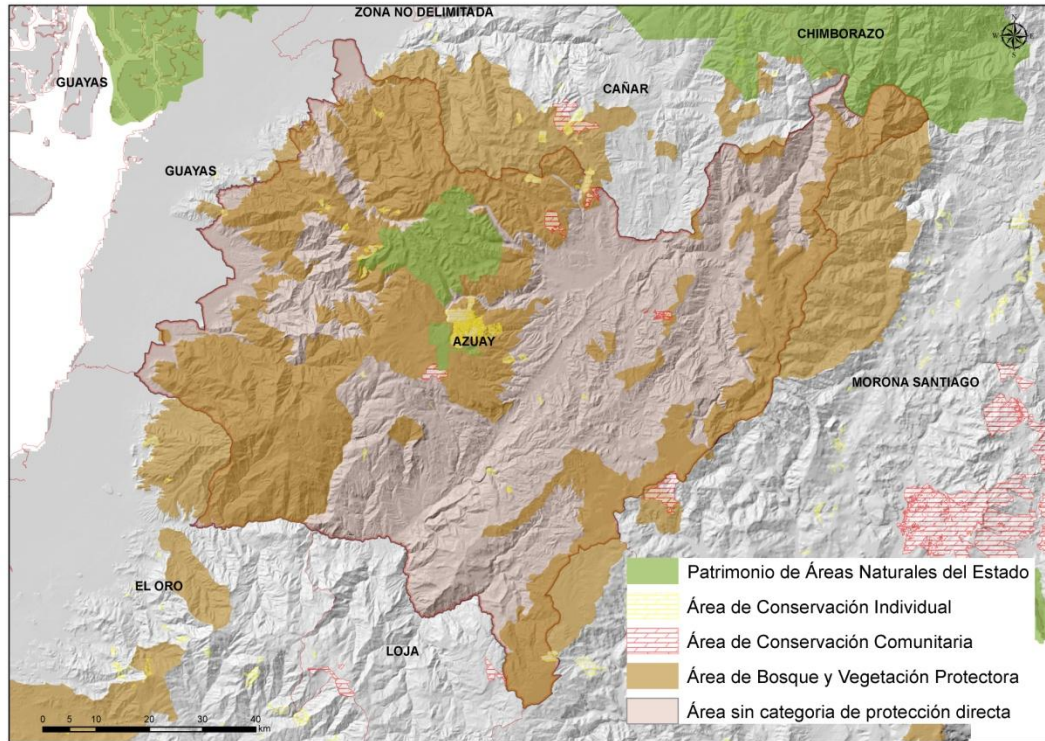 ZONA NO DELIMITADA
CHIMBORAZO
N
W E
S
GUAYAS
CAÑAR
GUAYAS
AZUAY
MORONA SANTIAGO
EL ORO
LOJA
Patrimonio de Áreas Naturales del Estado
Área de Conservación Individual
Área de Conservación Comunitaria
Área de Bosque y Vegetación Protectora
Área sin categoria de protección directa
0 5 10 20 30 40
km